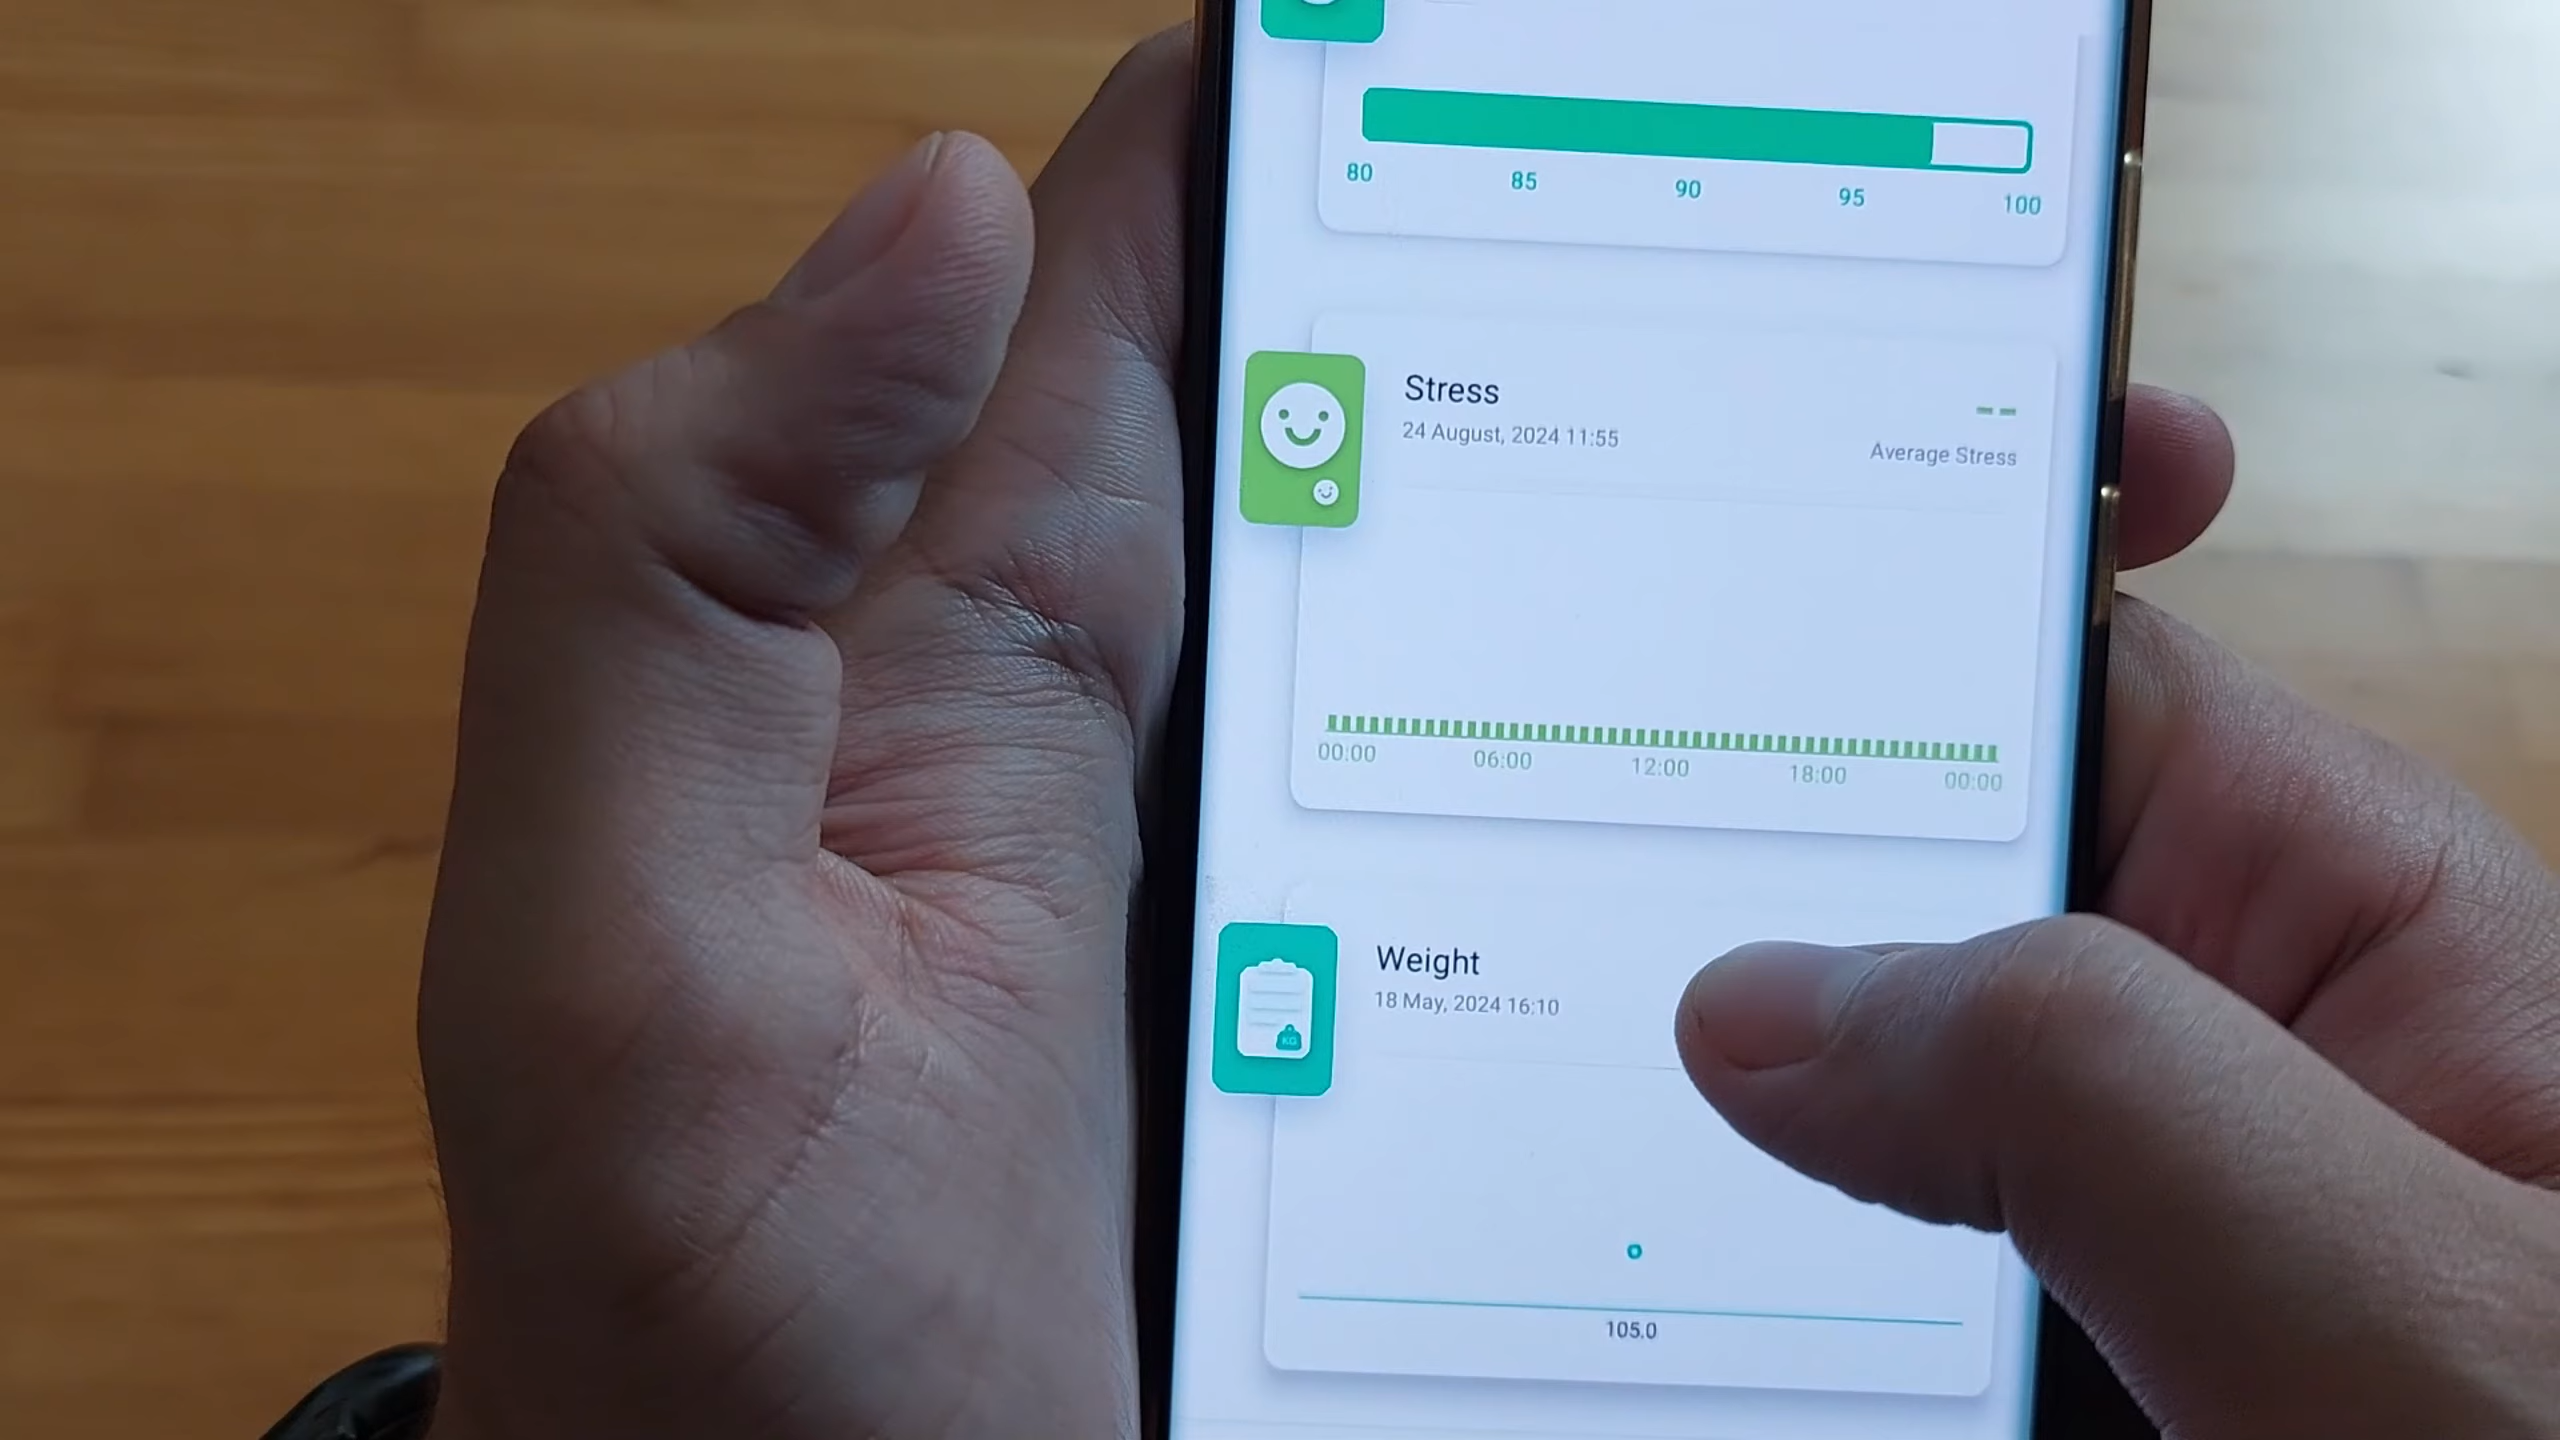 80 85 90 95 100
Stress
--
24 August, 2024 11:55
Average Stress
00:00 06:00 12:00 18:00 00:00
Weight
18 May, 2024 16:10
KG
105.0